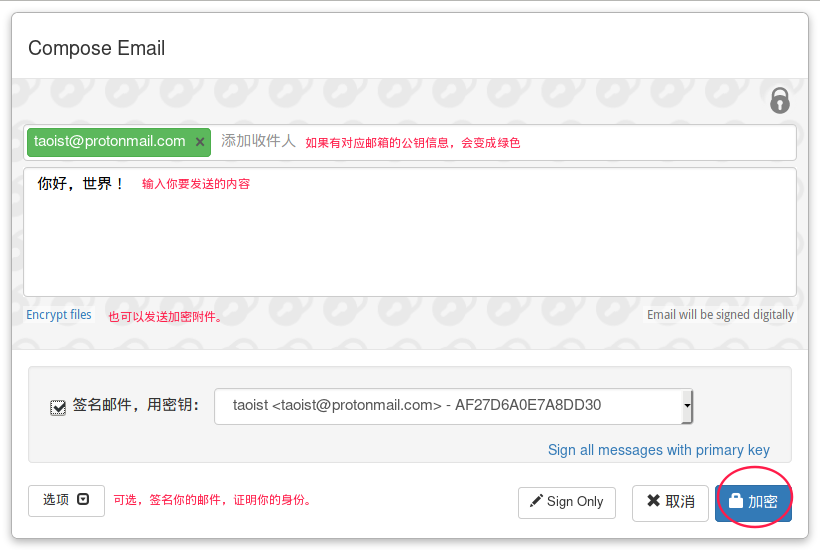 Compose Email
taoist@protonmail.com × 添加收件人 如果有对应邮箱的公钥信息，会变成绿色
你好，世界！ 输入你要发送的内容
Encrypt files 也可以发送加密附件。 Email will be signed digitally
签名邮件，用密钥： taoist <taoist@protonmail.com> - AF27D6A0E7A8DD30
Sign all messages with primary key
选项 可选，签名你的邮件，证明你的身份。 Sign Only 取消 加密